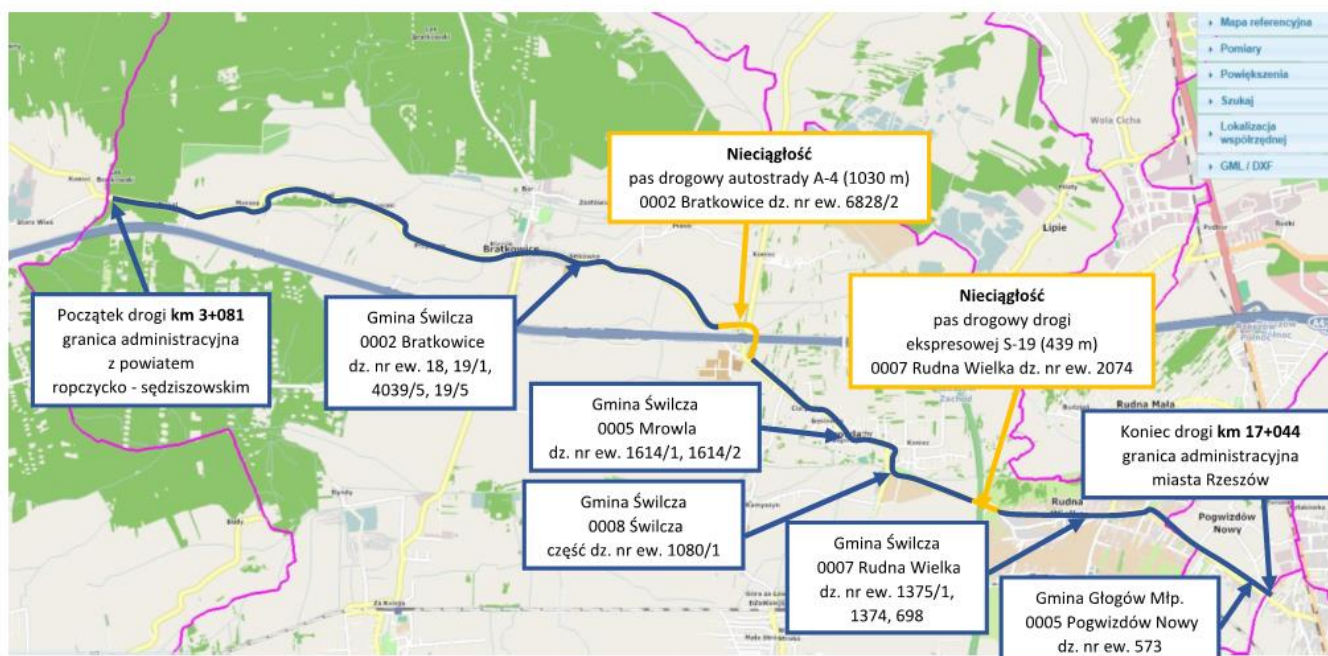 Mapa referencyjna
Pomiary
Powiększenia
Szukaj
Lokalizacja
współrzędnej
GML / DXF
Wola Cicha
Nieciągłość
pas drogowy autostrady A-4 (1030 m)
0002 Bratkowice dz. nr ew. 6828/2
Lipie
Bratkowice
Koniec
Nieciągłość
pas drogowy drogi
ekspresowej S-19 (439 m)
0007 Rudna Wielka dz. nr ew. 2074
Początek drogi km 3+081
granica administracyjna
z powiatem
ropczycko - sędziszowskim
Gmina Świlcza
0002 Bratkowice
dz. nr ew. 18, 19/1,
4039/5, 19/5
Gmina Świlcza
0005 Mrowla
dz. nr ew. 1614/1, 1614/2
Koniec
Rudna Mała
Koniec drogi km 17+044
granica administracyjna
miasta Rzeszów
Gmina Świlcza
0008 Świlcza
część dz. nr ew. 1080/1
Rudna
Pogwizdów
Nowy
Gmina Świlcza
0007 Rudna Wielka
dz. nr ew. 1375/1,
1374, 698
Gmina Głogów Młp.
0005 Pogwizdów Nowy
dz. nr ew. 573